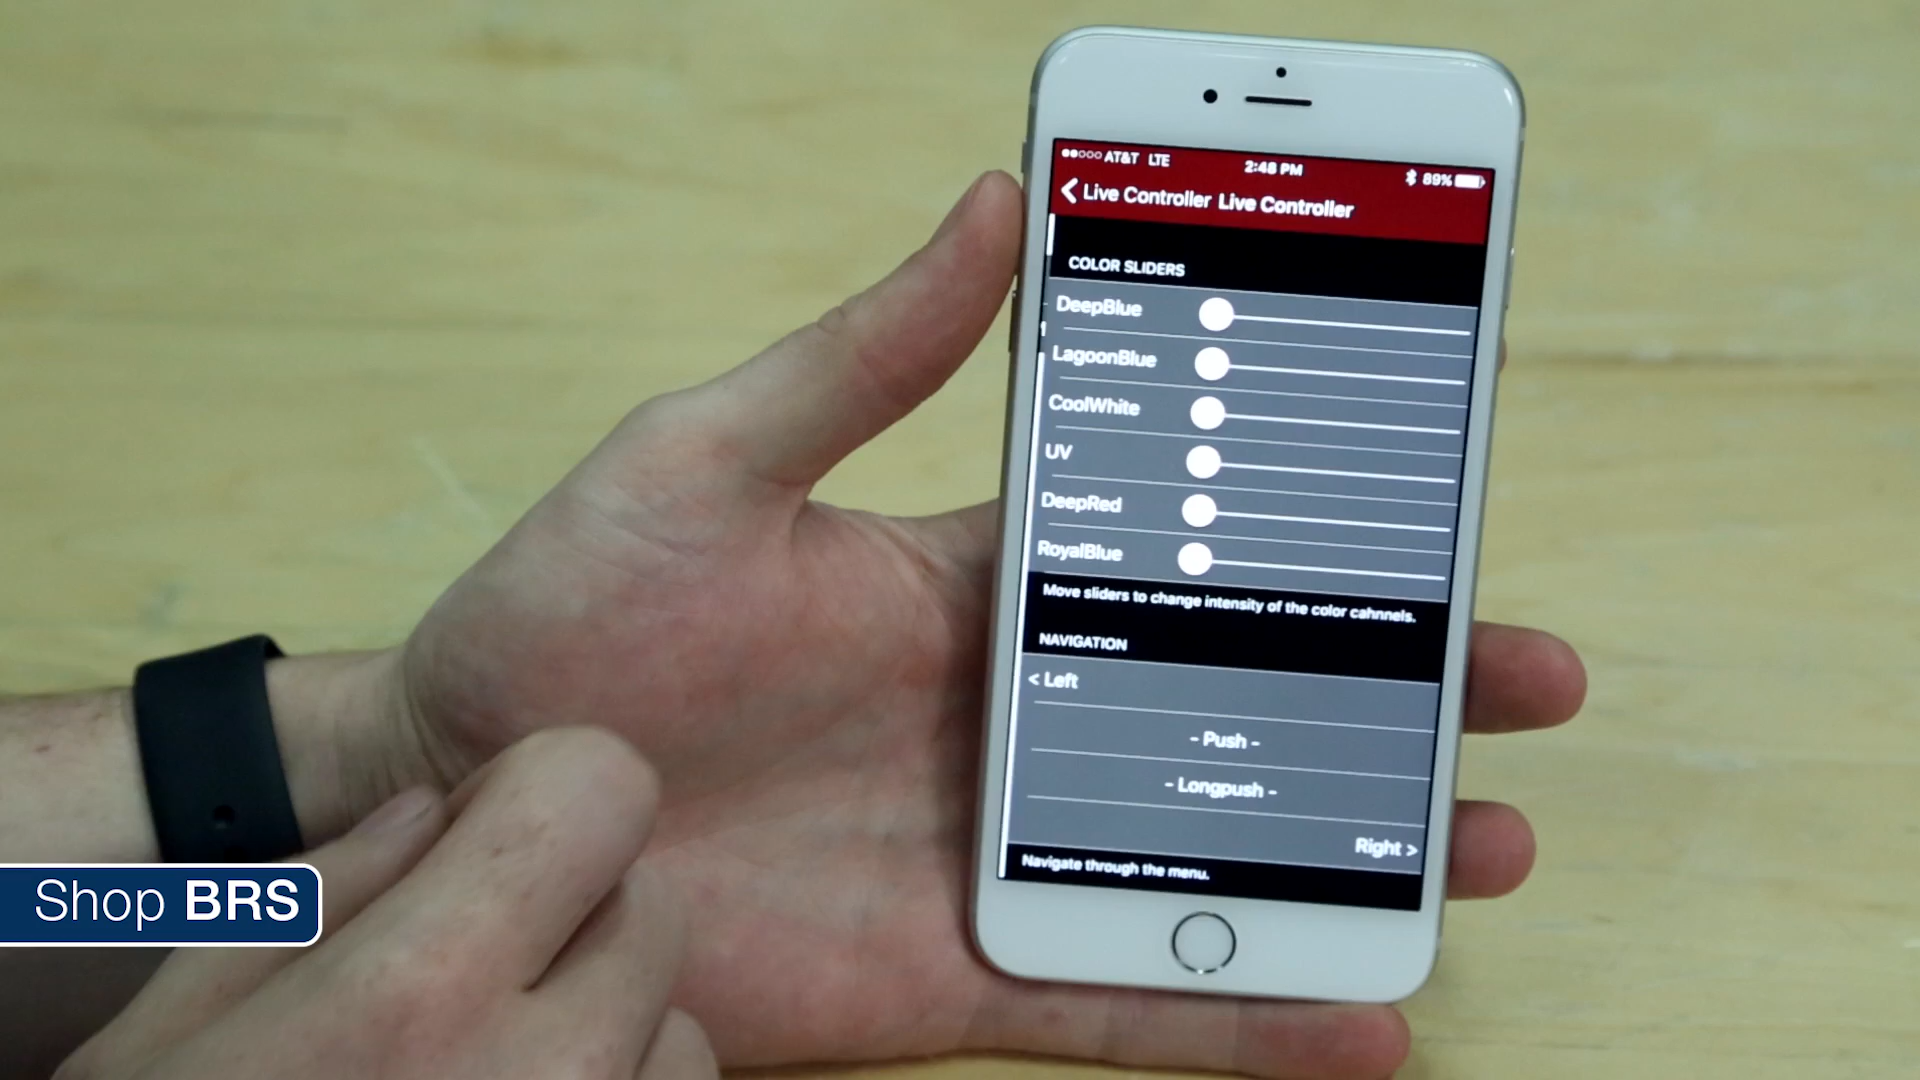 AT&T LTE 2:48 PM 89%
< Live Controller Live Controller
COLOR SLIDERS
DeepBlue
LagoonBlue
CoolWhite
UV
DeepRed
RoyalBlue
Move sliders to change intensity of the color cahnnels.
NAVIGATION
< Left
- Push -
- Longpush -
Right >
Navigate through the menu.
Shop BRS